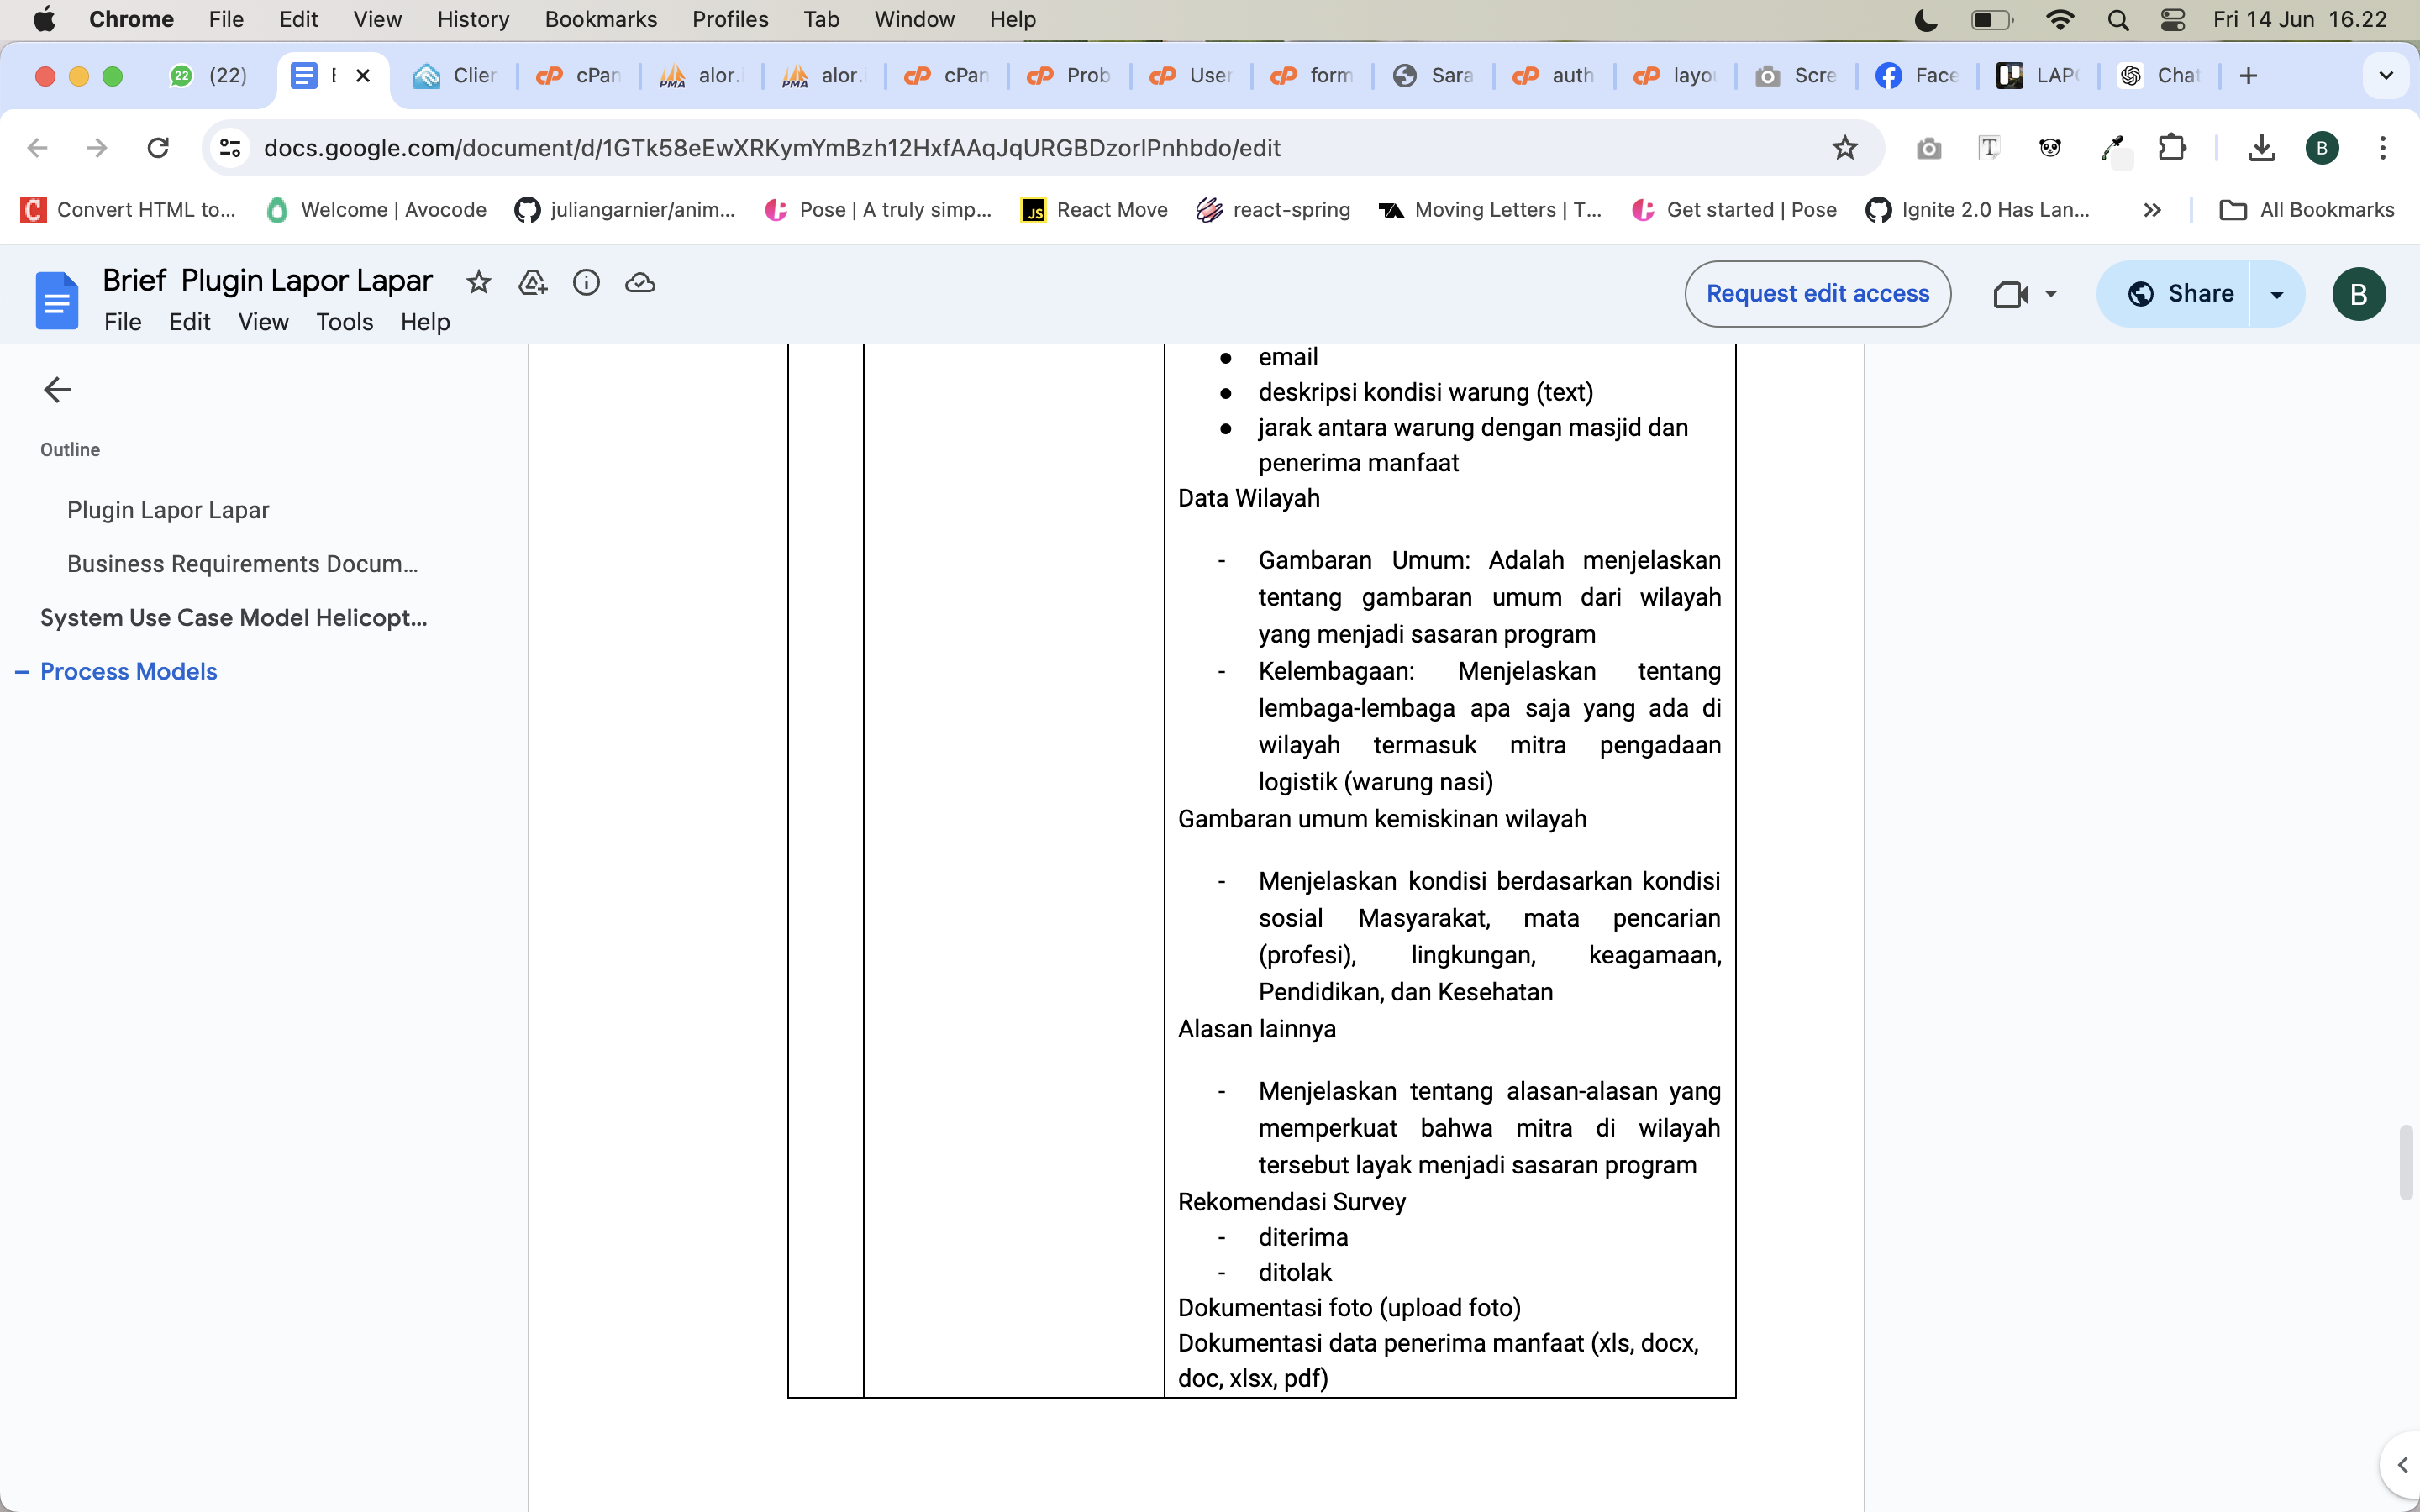 Chrome File Edit View History Bookmarks Profiles Tab Window Help Fri 14 Jun 16.22
22 (22) Clier cPan alor.i alor.i cPan Prob User form Sara auth layou Scre Face LAP Chat
docs.google.com/document/d/1GTk58eEwXRKymYmBzh12HxfAAqJqURGBDzorlPnhbdo/edit B
Convert HTML to... Welcome | Avocode juliangarnier/anim... Pose | A truly simp... React Move react-spring Moving Letters | T... Get started | Pose Ignite 2.0 Has Lan... All Bookmarks
Brief Plugin Lapor Lapar
File Edit View Tools Help
Request edit access Share B
Outline
Plugin Lapor Lapar
Business Requirements Docum...
System Use Case Model Helicopt...
Process Models
● email
● deskripsi kondisi warung (text)
● jarak antara warung dengan masjid dan
penerima manfaat
Data Wilayah
- Gambaran Umum: Adalah menjelaskan
tentang gambaran umum dari wilayah
yang menjadi sasaran program
- Kelembagaan: Menjelaskan tentang
lembaga-lembaga apa saja yang ada di
wilayah termasuk mitra pengadaan
logistik (warung nasi)
Gambaran umum kemiskinan wilayah
- Menjelaskan kondisi berdasarkan kondisi
sosial Masyarakat, mata pencarian
(profesi), lingkungan, keagamaan,
Pendidikan, dan Kesehatan
Alasan lainnya
- Menjelaskan tentang alasan-alasan yang
memperkuat bahwa mitra di wilayah
tersebut layak menjadi sasaran program
Rekomendasi Survey
- diterima
- ditolak
Dokumentasi foto (upload foto)
Dokumentasi data penerima manfaat (xls, docx,
doc, xlsx, pdf)